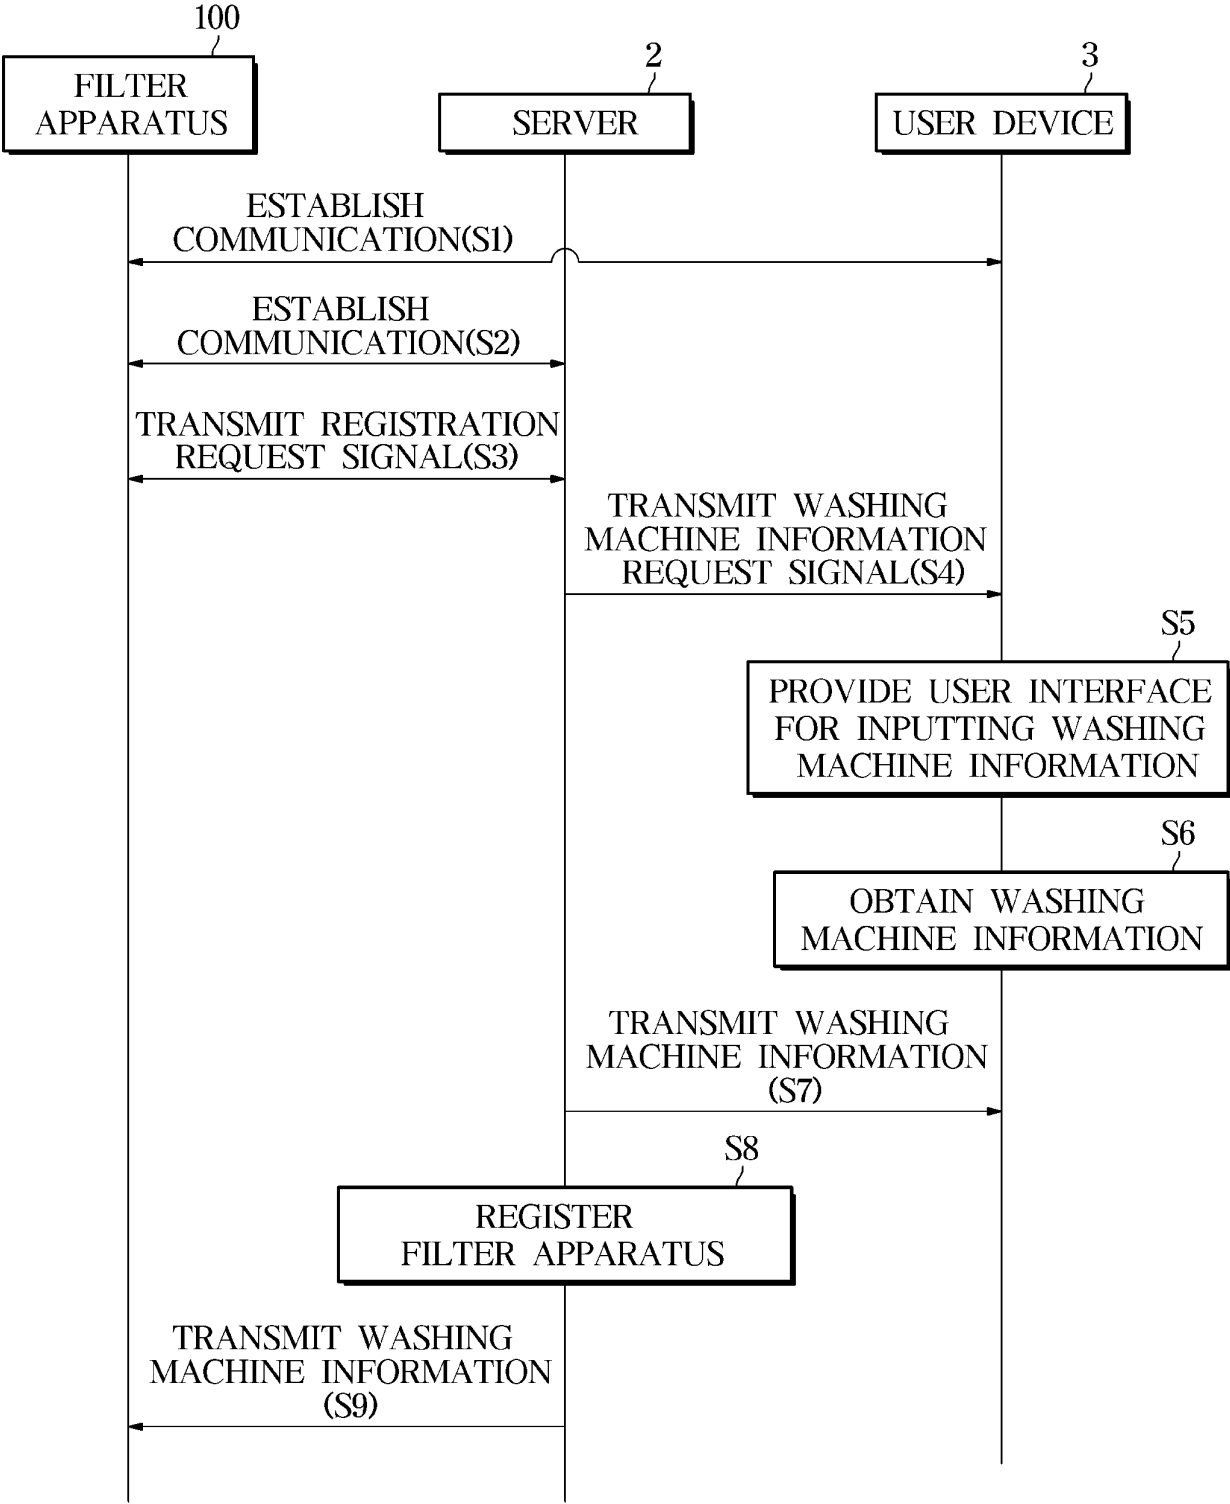 100
FILTER
APPARATUS
2
SERVER
3
USER DEVICE
ESTABLISH
COMMUNICATION(S1)
ESTABLISH
COMMUNICATION(S2)
TRANSMIT REGISTRATION
REQUEST SIGNAL(S3)
TRANSMIT WASHING
MACHINE INFORMATION
REQUEST SIGNAL(S4)
S5
PROVIDE USER INTERFACE
FOR INPUTTING WASHING
MACHINE INFORMATION
S6
OBTAIN WASHING
MACHINE INFORMATION
TRANSMIT WASHING
MACHINE INFORMATION
(S7)
S8
REGISTER
FILTER APPARATUS
TRANSMIT WASHING
MACHINE INFORMATION
(S9)